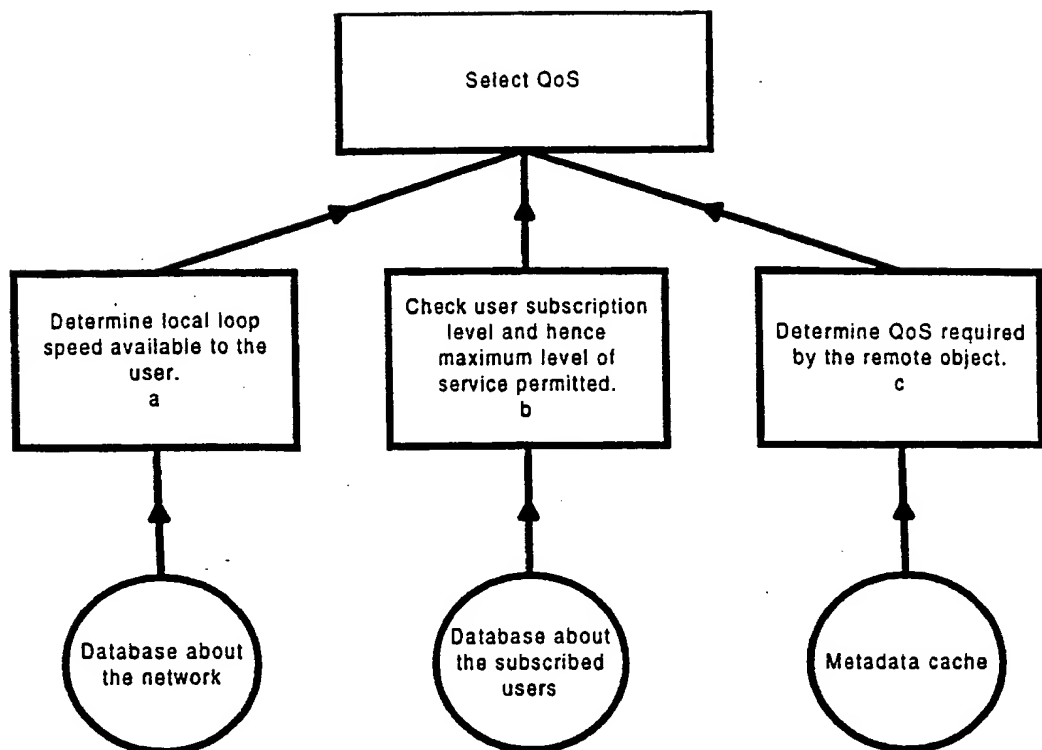 Select QoS
Determine local loop
speed available to the
user.
a
Check user subscription
level and hence
maximum level of
service permitted.
b
Determine QoS required
by the remote object.
c
Database about
the network
Database about
the subscribed
users
Metadata cache